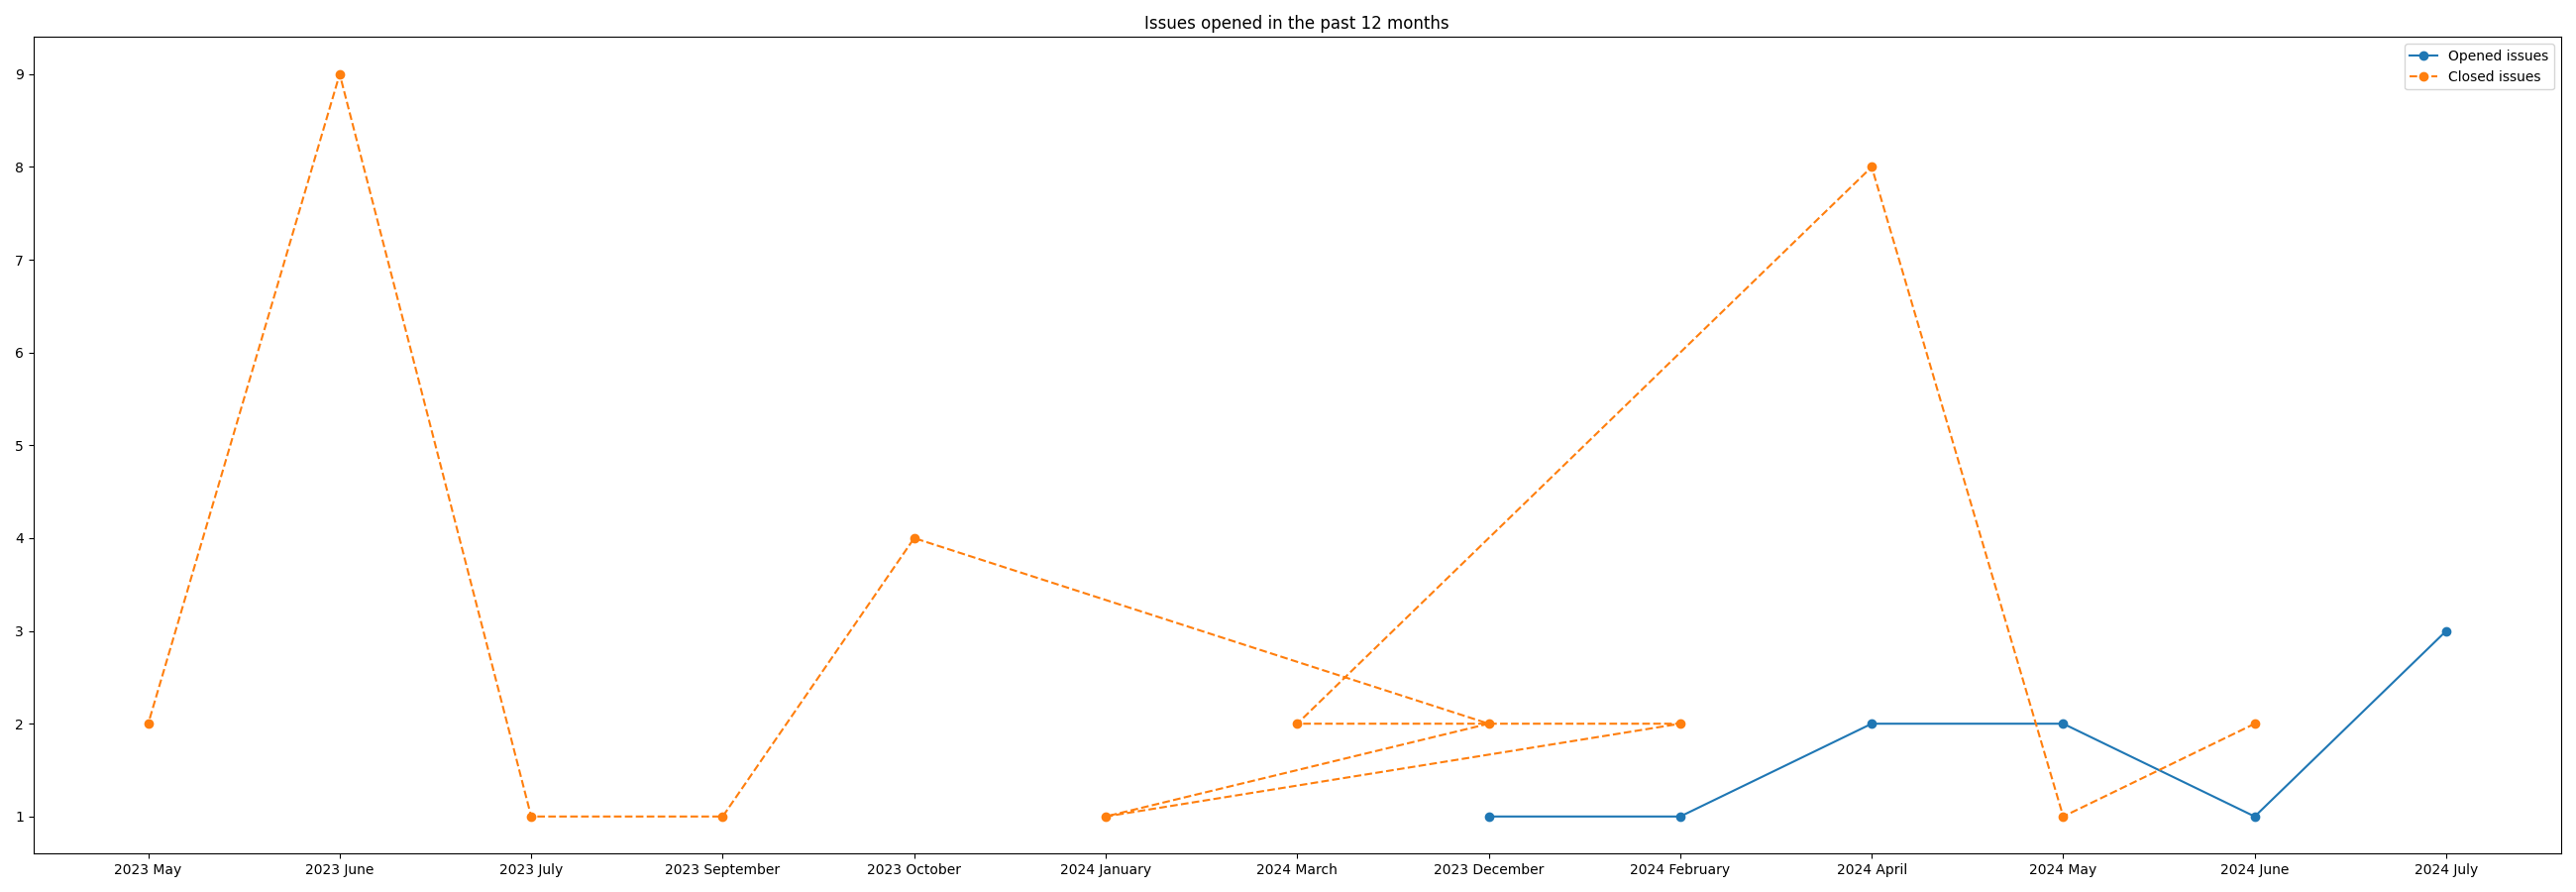 Issues opened in the past 12 months
Opened issues
Closed issues
9
8
7
6
5
4
3
2
1
2023 May 2023 June 2023 July 2023 September 2023 October 2024 January 2024 March 2023 December 2024 February 2024 April 2024 May 2024 June 2024 July